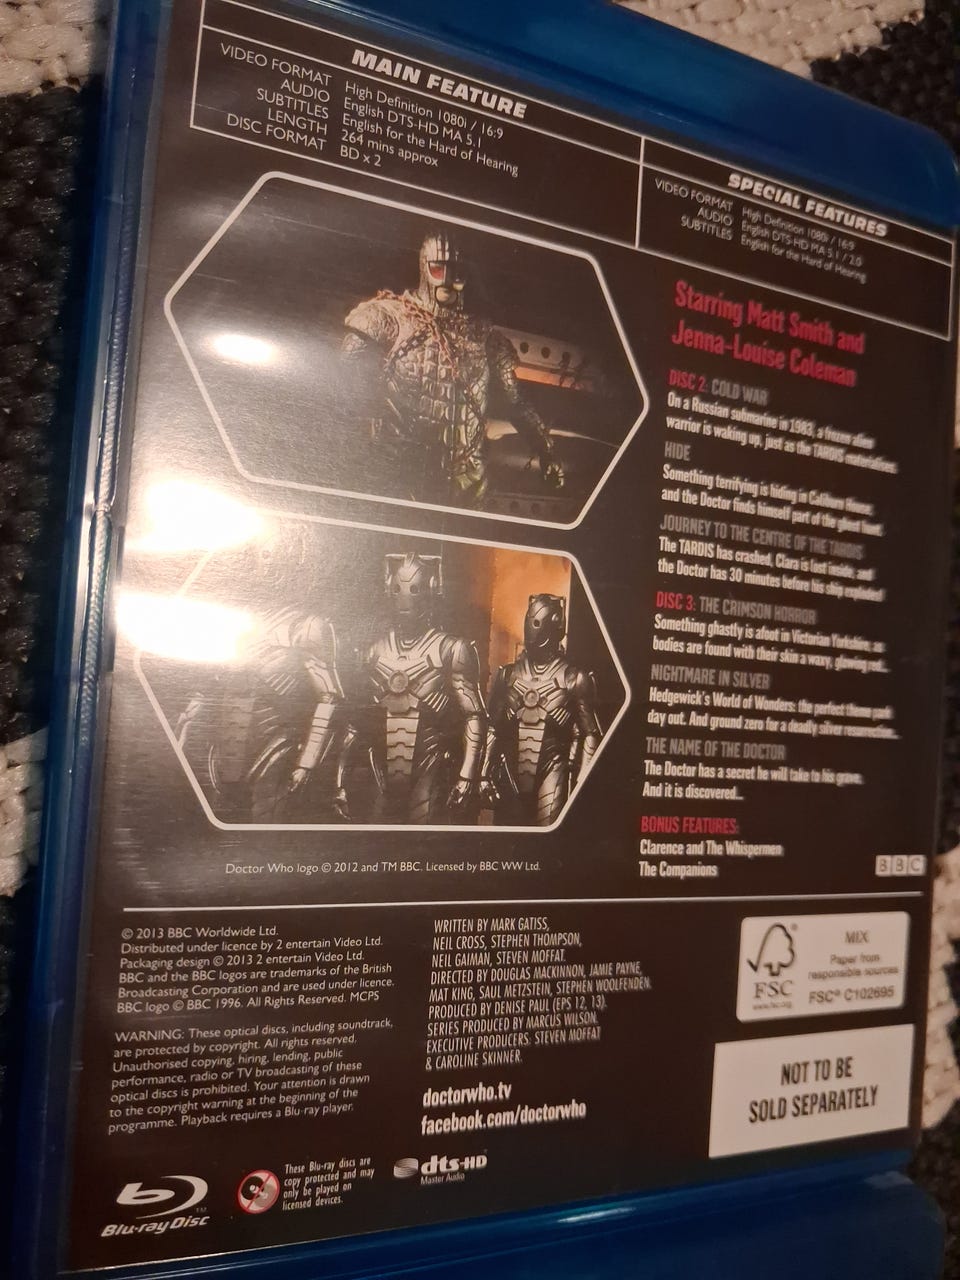 MAIN FEATURE
VIDEO FORMAT High Definition 1080i / 16:9
AUDIO English DTS-HD MA 5.1
SUBTITLES English for the Hard of Hearing
LENGTH 264 mins approx
DISC FORMAT BD x 2
SPECIAL FEATURES
VIDEO FORMAT High Definition 1080i / 16:9
AUDIO English DTS-HD MA 5.1 / 2.0
SUBTITLES English for the Hard of Hearing
Starring Matt Smith and
Jenna-Louise Coleman
DISC 2: COLD WAR
On a Russian submarine in 1983, a frozen alien
warrior is waking up, just as the TARDIS materialises.
HIDE
Something terrifying is hiding in Caliburn House,
and the Doctor finds himself part of the ghost hunt.
JOURNEY TO THE CENTRE OF THE TARDIS
The TARDIS has crashed, Clara is lost inside, and
the Doctor has 30 minutes before his ship explodes!
DISC 3: THE CRIMSON HORROR
Something ghastly is afoot in Victorian Yorkshire, as
bodies are found with their skin a waxy, glowing red...
NIGHTMARE IN SILVER
Hedgewick's World of Wonders: the perfect theme park
day out. And ground zero for a deadly silver resurrection...
THE NAME OF THE DOCTOR
The Doctor has a secret he will take to his grave.
And it is discovered...
BONUS FEATURES:
Clarence and The Whispermen
The Companions
BBC
Doctor Who logo © 2012 and TM BBC. Licensed by BBC WW Ltd.
© 2013 BBC Worldwide Ltd.
Distributed under licence by 2 entertain Video Ltd.
Packaging design © 2013 2 entertain Video Ltd.
BBC and the BBC logos are trademarks of the British
Broadcasting Corporation and are used under licence.
BBC logo © BBC 1996. All Rights Reserved. MCPS
WARNING: These optical discs, including soundtrack,
are protected by copyright. All rights reserved.
Unauthorised copying, hiring, lending, public
performance, radio or TV broadcasting of these
optical discs is prohibited. Your attention is drawn
to the copyright warning at the beginning of the
programme. Playback requires a Blu-ray player.
WRITTEN BY MARK GATISS,
NEIL CROSS, STEPHEN THOMPSON,
NEIL GAIMAN, STEVEN MOFFAT.
DIRECTED BY DOUGLAS MACKINNON, JAMIE PAYNE,
MAT KING, SAUL METZSTEIN, STEPHEN WOOLFENDEN.
PRODUCED BY DENISE PAUL (EPS 12, 13).
SERIES PRODUCED BY MARCUS WILSON.
EXECUTIVE PRODUCERS: STEVEN MOFFAT
& CAROLINE SKINNER.
doctorwho.tv
facebook.com/doctorwho
FSC
www.fsc.org
MIX
Paper from
responsible sources
FSC® C102695
NOT TO BE
SOLD SEPARATELY
Blu-ray Disc
TM
These Blu-ray discs are
copy protected and may
only be played on
licensed devices.
dts-HD
Master Audio